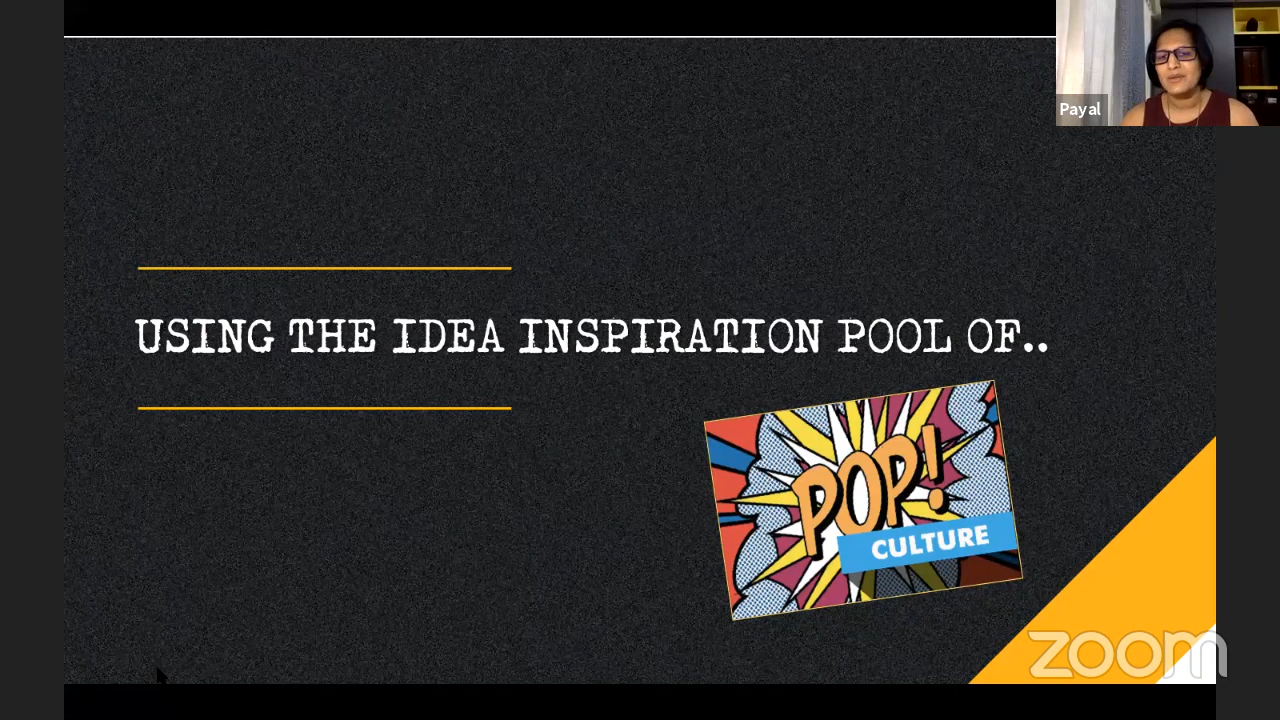 Payal
USING THE IDEA INSPIRATION POOL OF..
POP!
CULTURE
zoom